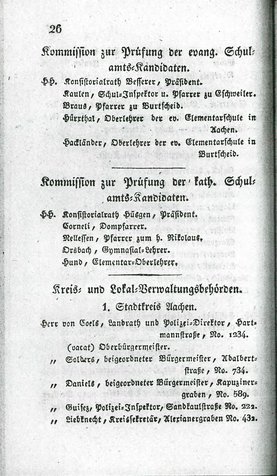 26
Kommission zur Prüfung der evang. Schul-
amts-Kandidaten.
HH. Konsistorialrath Besserer, Präsident.
Kaulen, Schul-Inspektor u. Pfarrer zu Eschweiler.
Braus, Pfarrer zu Burtscheid.
Hürrthal, Oberlehrer der ev. Elementarschule in
Aachen.
Hackländer, Oberlehrer der ev. Elementarschule in
Burtscheid.
Kommission zur Prüfung der kath. Schul-
amts-Kandidaten.
HH. Konsistorialrath Hüsgen, Präsident.
Corneli, Dompfarrer.
Nellessen, Pfarrer zum h. Nikolaus.
Orsbach, Gymnasial-Lehrer.
Hund, Elementar-Oberlehrer.
Kreis- und Lokal-Verwaltungsbehörden.
1. Stadtkreis Aachen.
Herr von Coels, Landrath und Polizei-Direktor, Hart-
mannstraße, No. 1234.
(vacat) Oberbürgermeister.
„ Solders, beigeordneter Bürgermeister, Adalbert-
straße, No. 734.
„ Daniels, beigeordneter Bürgermeister, Kapuziner-
graben, No. 589.
„ Guisez, Polizei-Inspektor, Sandkaulstraße No. 222.
„ Liebknecht, Kreissekretär, Alexianergraben No. 432.